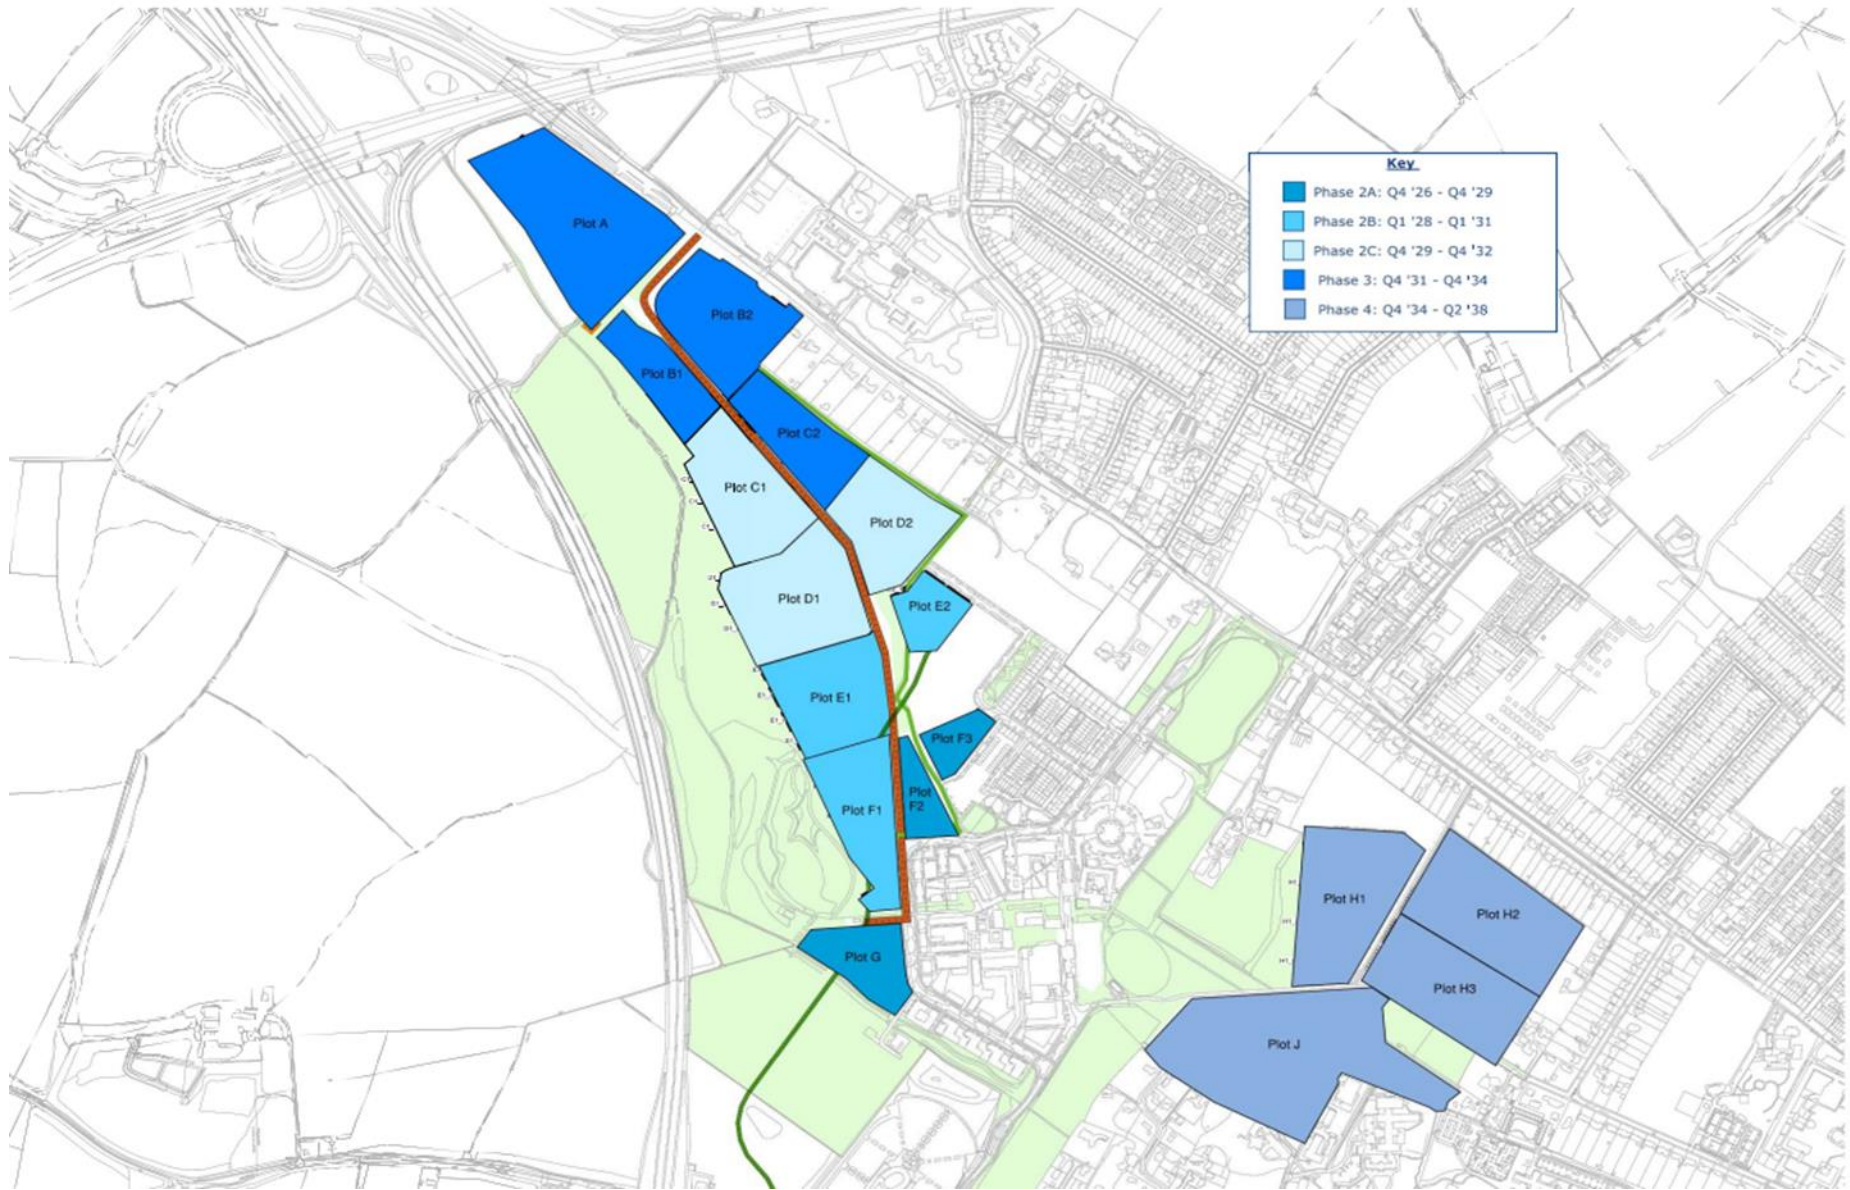 Key
Phase 2A: Q4 '26 - Q4 '29
Phase 2B: Q1 '28 - Q1 '31
Phase 2C: Q4 '29 - Q4 '32
Phase 3: Q4 '31 - Q4 '34
Phase 4: Q4 '34 - Q2 '38
Plot A
Plot B2
Plot B1
Plot C2
Plot C1
Plot D2
Plot D1
Plot E2
Plot E1
Plot F3
Plot
F2
Plot F1
Plot G
Plot H1
Plot H2
Plot H3
Plot J